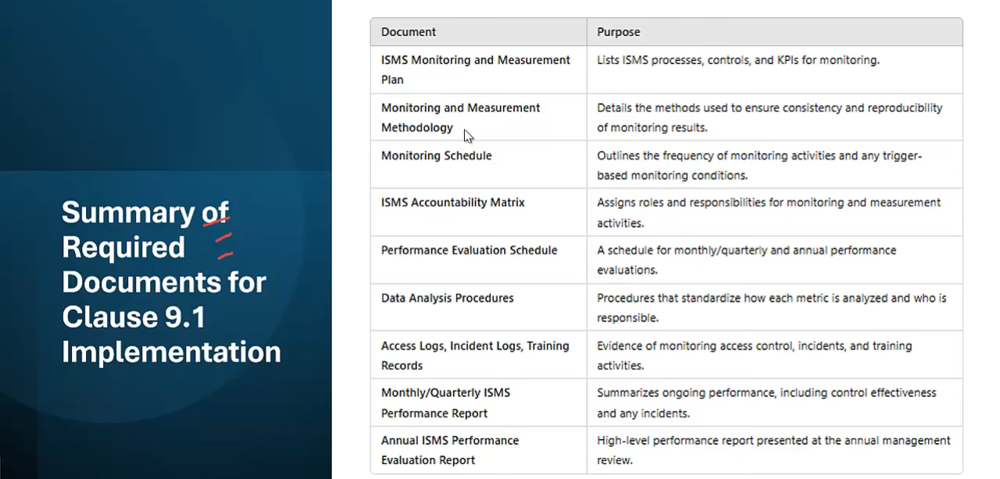 Summary of
Required
Documents for
Clause 9.1
Implementation
Document
Purpose
ISMS Monitoring and Measurement
Plan
Lists ISMS processes, controls, and KPIs for monitoring.
Monitoring and Measurement
Methodology
Details the methods used to ensure consistency and reproducibility
of monitoring results.
Monitoring Schedule
Outlines the frequency of monitoring activities and any trigger-
based monitoring conditions.
ISMS Accountability Matrix
Assigns roles and responsibilities for monitoring and measurement
activities.
Performance Evaluation Schedule
A schedule for monthly/quarterly and annual performance
evaluations.
Data Analysis Procedures
Procedures that standardize how each metric is analyzed and who is
responsible.
Access Logs, Incident Logs, Training
Records
Evidence of monitoring access control, incidents, and training
activities.
Monthly/Quarterly ISMS
Performance Report
Summarizes ongoing performance, including control effectiveness
and any incidents.
Annual ISMS Performance
Evaluation Report
High-level performance report presented at the annual management
review.